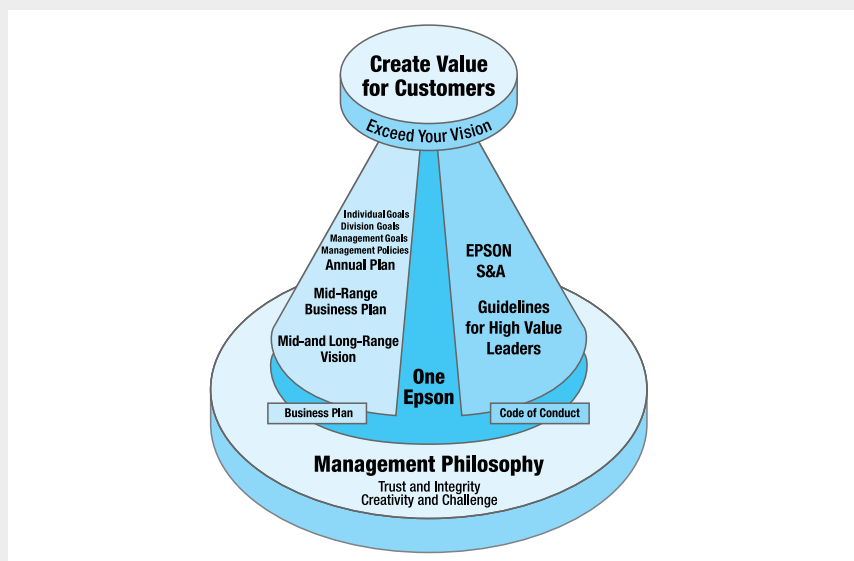 Create Value
for Customers
Exceed Your Vision
Individual Goals
Division Goals
Management Goals
Management Policies
Annual Plan
Mid-Range
Business Plan
Mid-and Long-Range
Vision
EPSON
S&A
Guidelines
for High Value
Leaders
One
Epson
Business Plan
Code of Conduct
Management Philosophy
Trust and Integrity
Creativity and Challenge